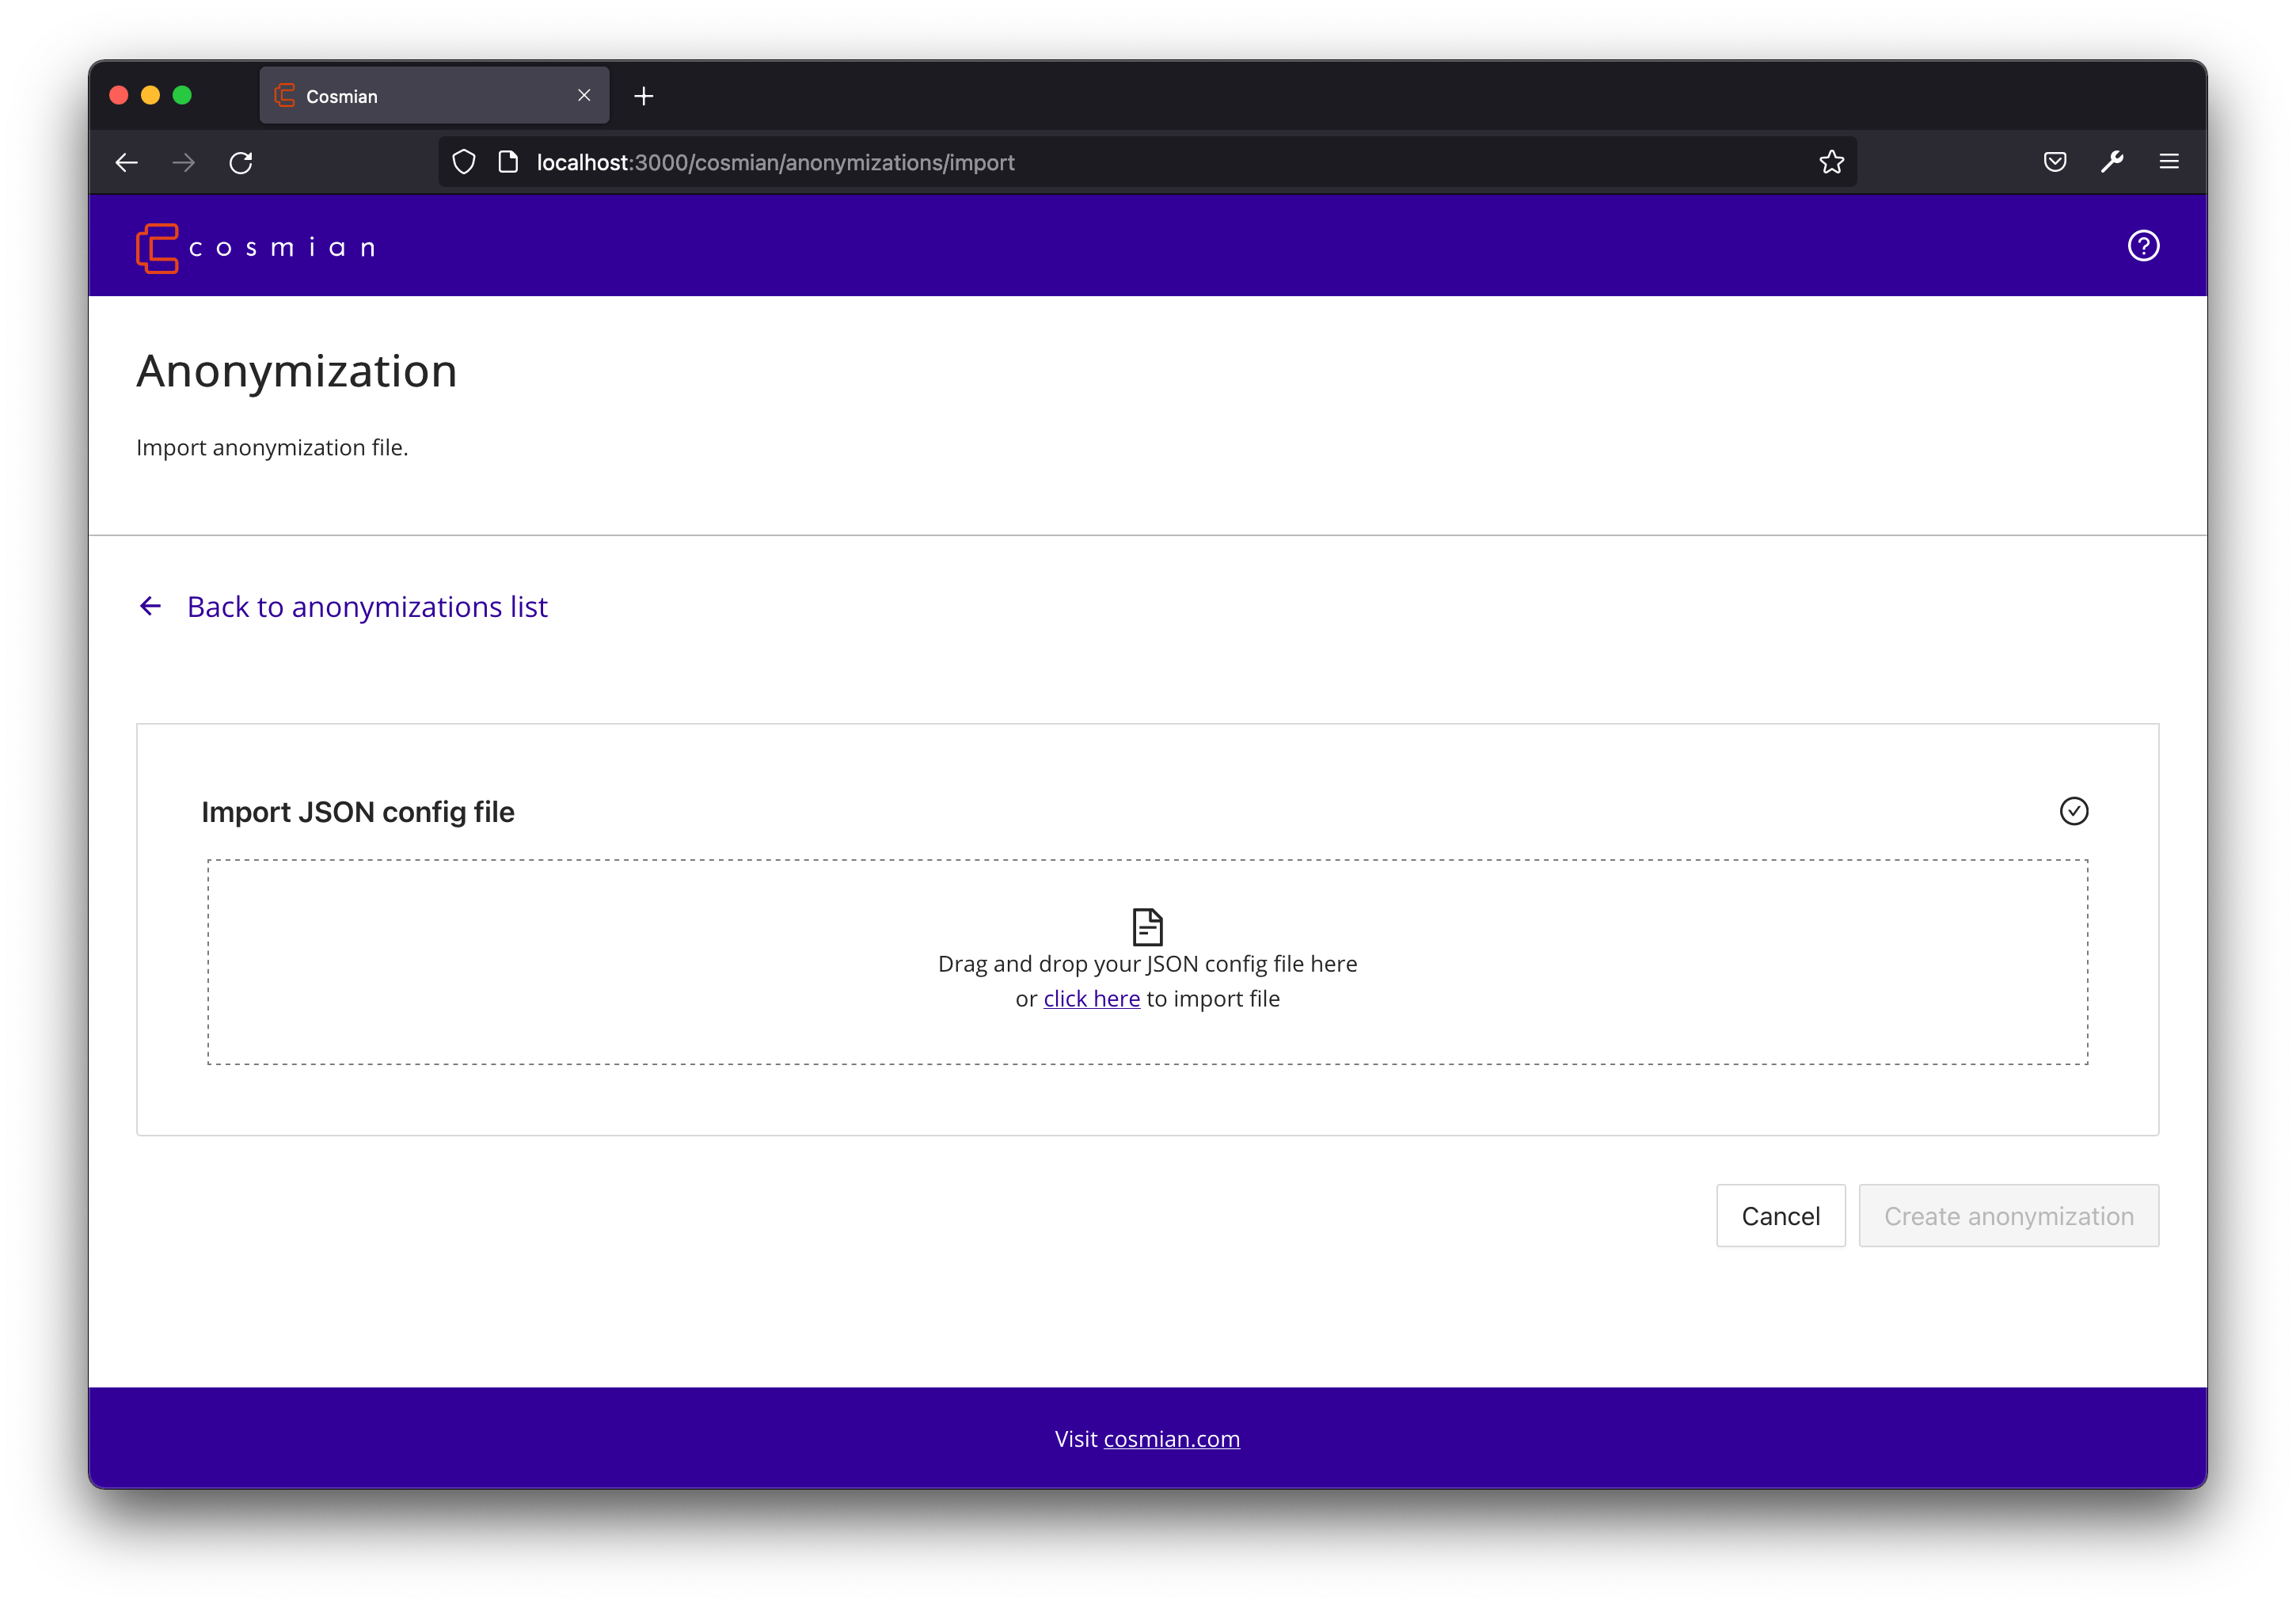 Cosmian
localhost:3000/cosmian/anonymizations/import
cosmian
Anonymization
Import anonymization file.
Back to anonymizations list
Import JSON config file
Drag and drop your JSON config file here
or click here to import file
Cancel
Create anonymization
Visit cosmian.com